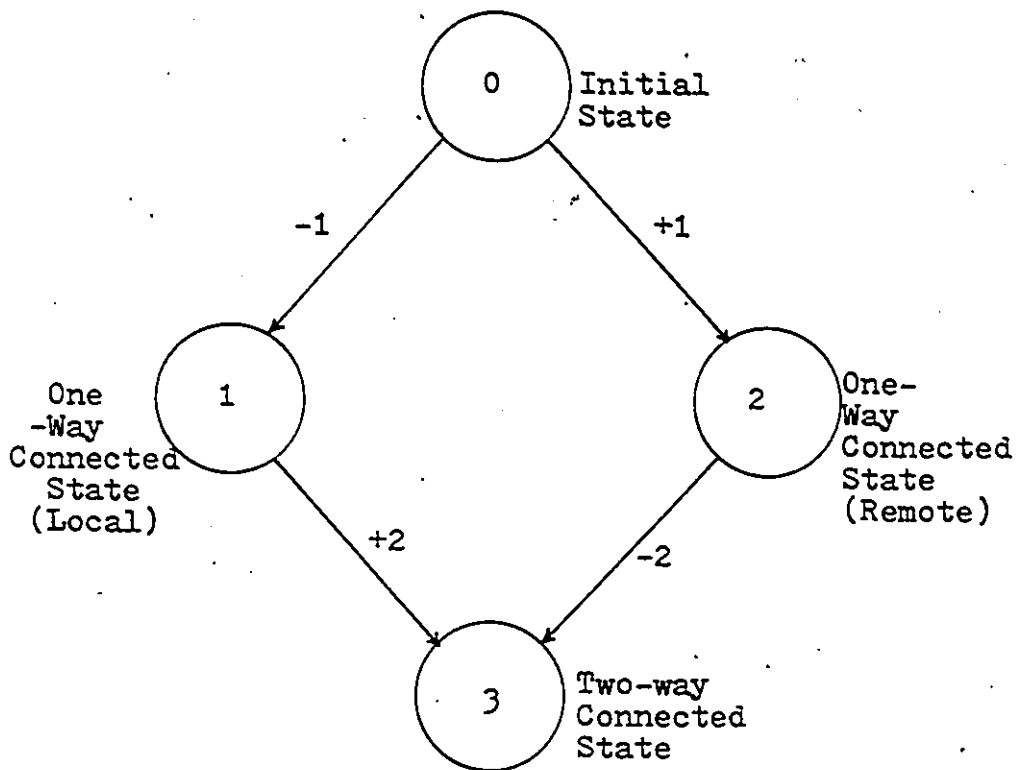 0
Initial
State
-1
+1
1
One
-Way
Connected
State
(Local)
2
One-
Way
Connected
State
(Remote)
+2
-2
3
Two-way
Connected
State